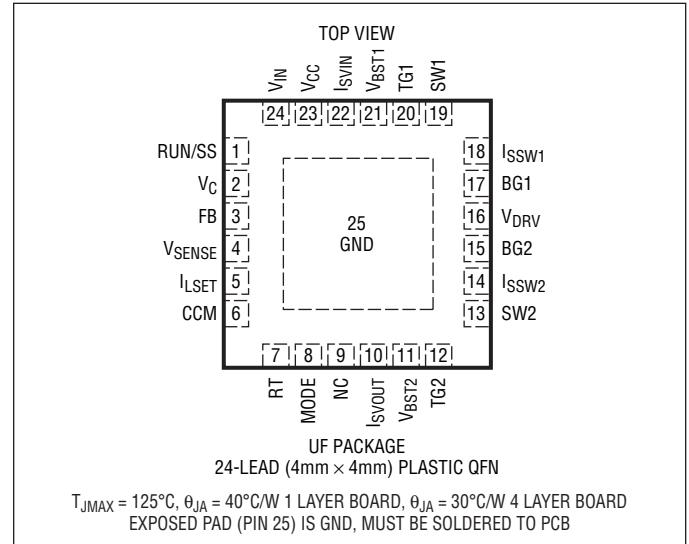 TOP VIEW
VIN
VCC
ISVIN
VBST1
TG1
SW1
24 23 22 21 20 19
RUN/SS 1
VC 2
FB 3
VSENSE 4
ILSET 5
CCM 6
18 ISSW1
17 BG1
16 VDRV
15 BG2
14 ISSW2
13 SW2
25
GND
7 8 9 10 11 12
RT
MODE
NC
ISVOUT
VBST2
TG2
UF PACKAGE
24-LEAD (4mm × 4mm) PLASTIC QFN
TJMAX = 125°C, θJA = 40°C/W 1 LAYER BOARD, θJA = 30°C/W 4 LAYER BOARD
EXPOSED PAD (PIN 25) IS GND, MUST BE SOLDERED TO PCB